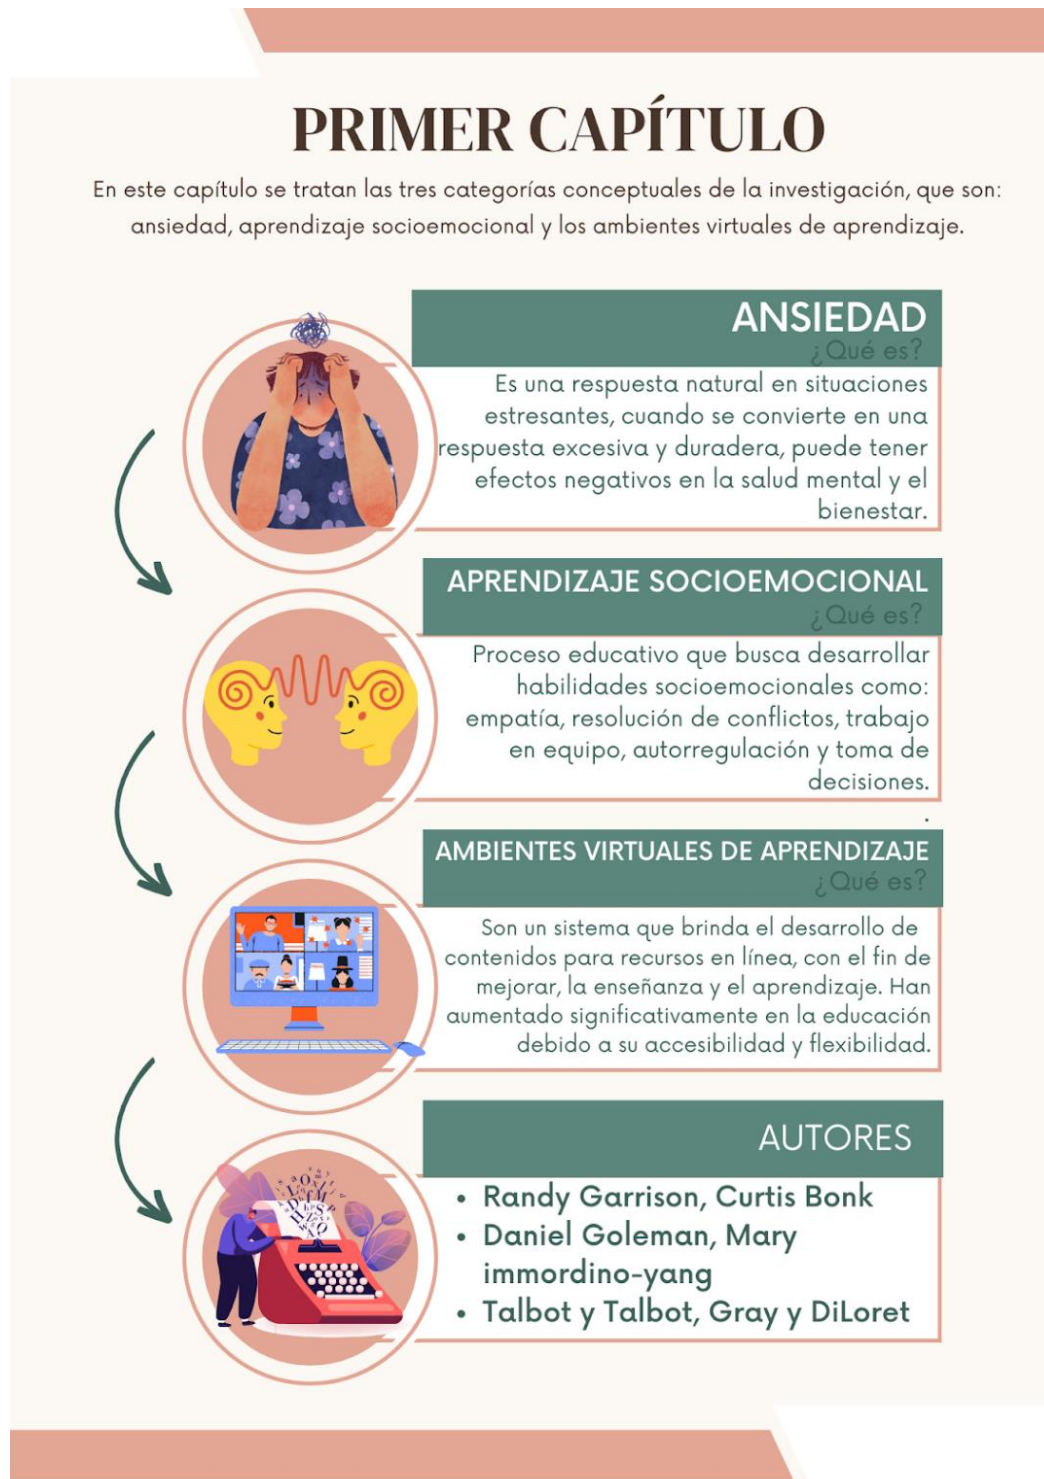 PRIMER CAPÍTULO
En este capítulo se tratan las tres categorías conceptuales de la investigación, que son:
ansiedad, aprendizaje socioemocional y los ambientes virtuales de aprendizaje.
ANSIEDAD
¿Qué es?
Es una respuesta natural en situaciones
estresantes, cuando se convierte en una
respuesta excesiva y duradera, puede tener
efectos negativos en la salud mental y el
bienestar.
APRENDIZAJE SOCIOEMOCIONAL
¿Qué es?
Proceso educativo que busca desarrollar
habilidades socioemocionales como:
empatía, resolución de conflictos, trabajo
en equipo, autorregulación y toma de
decisiones.
.
AMBIENTES VIRTUALES DE APRENDIZAJE
¿Qué es?
Son un sistema que brinda el desarrollo de
contenidos para recursos en línea, con el fin de
mejorar, la enseñanza y el aprendizaje. Han
aumentado significativamente en la educación
debido a su accesibilidad y flexibilidad.
AUTORES
• Randy Garrison, Curtis Bonk
• Daniel Goleman, Mary
immordino-yang
• Talbot y Talbot, Gray y DiLoret